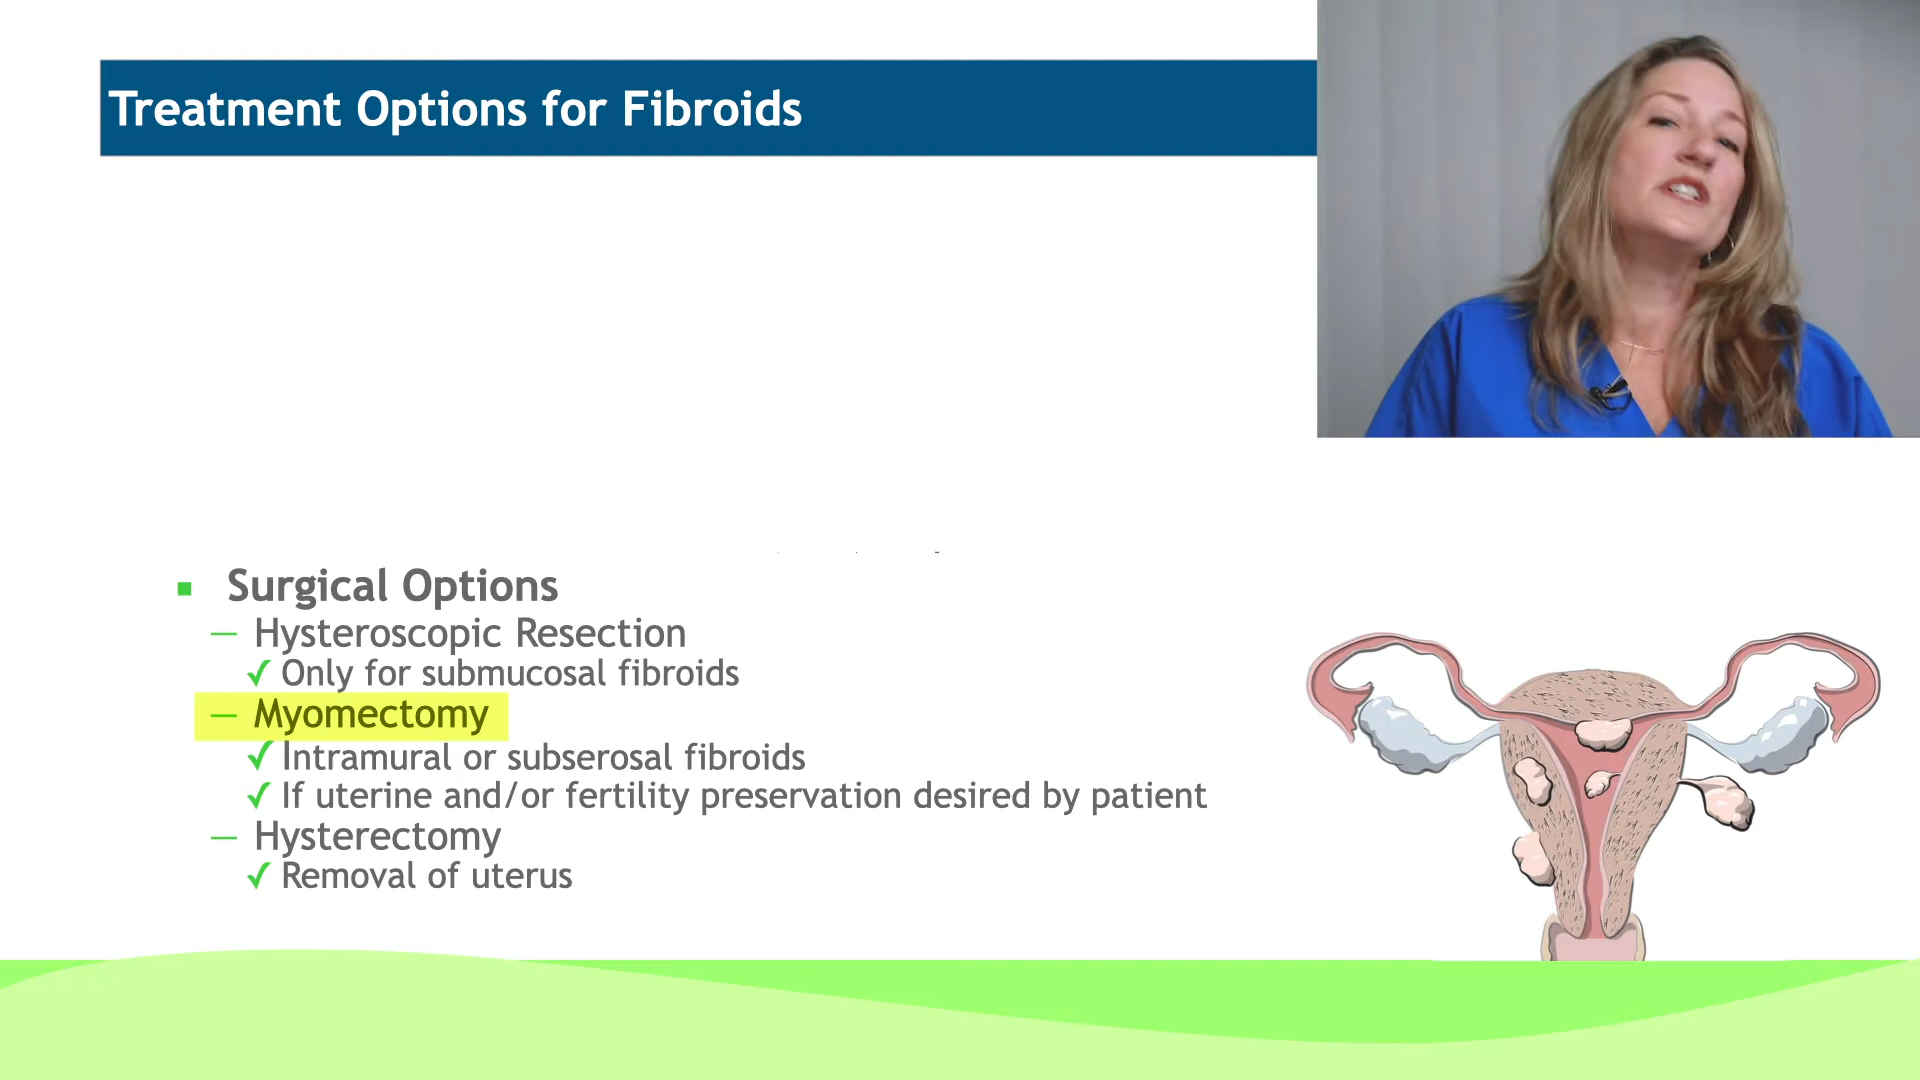 Treatment Options for Fibroids
Surgical Options
— Hysteroscopic Resection
✓ Only for submucosal fibroids
— Myomectomy
✓ Intramural or subserosal fibroids
✓ If uterine and/or fertility preservation desired by patient
— Hysterectomy
✓ Removal of uterus